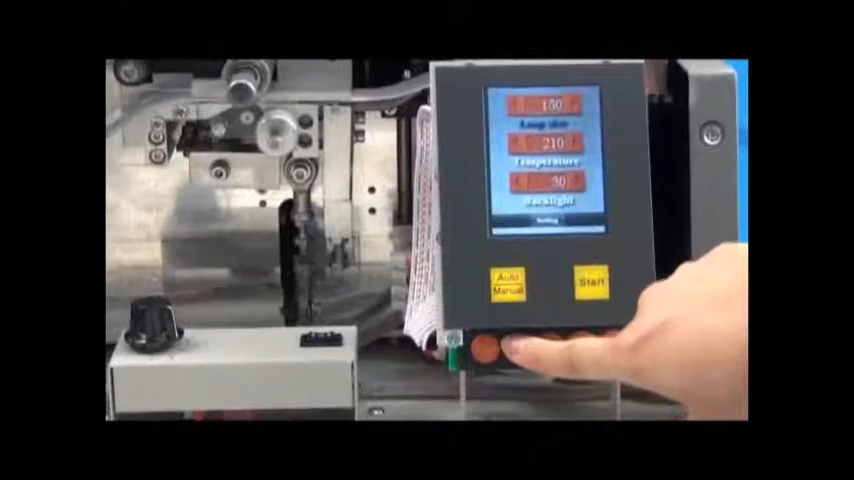 150
Loop size
210
Temperature
30
Backlight
Setting
Auto
Manual
Start